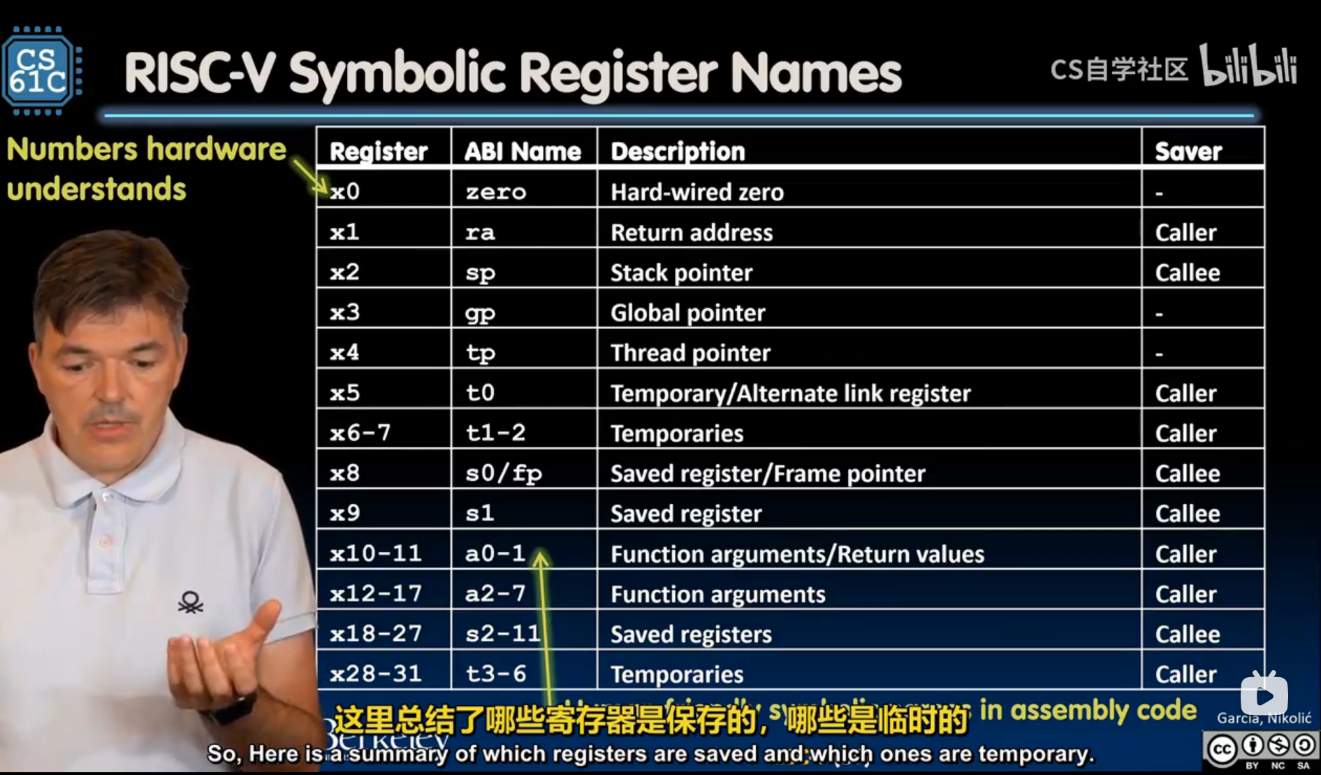 CS
61C
RISC-V Symbolic Register Names
CS自学社区 bilibili
Numbers hardware
understands
Register ABI Name Description Saver
x0 zero Hard-wired zero -
x1 ra Return address Caller
x2 sp Stack pointer Callee
x3 gp Global pointer -
x4 tp Thread pointer -
x5 t0 Temporary/Alternate link register Caller
x6-7 t1-2 Temporaries Caller
x8 s0/fp Saved register/Frame pointer Callee
x9 s1 Saved register Callee
x10-11 a0-1 Function arguments/Return values Caller
x12-17 a2-7 Function arguments Caller
x18-27 s2-11 Saved registers Callee
x28-31 t3-6 Temporaries Caller
in assembly code
这里总结了哪些寄存器是保存的，哪些是临时的
Garcia, Nikolić
Berkeley
So, Here is a summary of which registers are saved and which ones are temporary.
cc BY NC SA